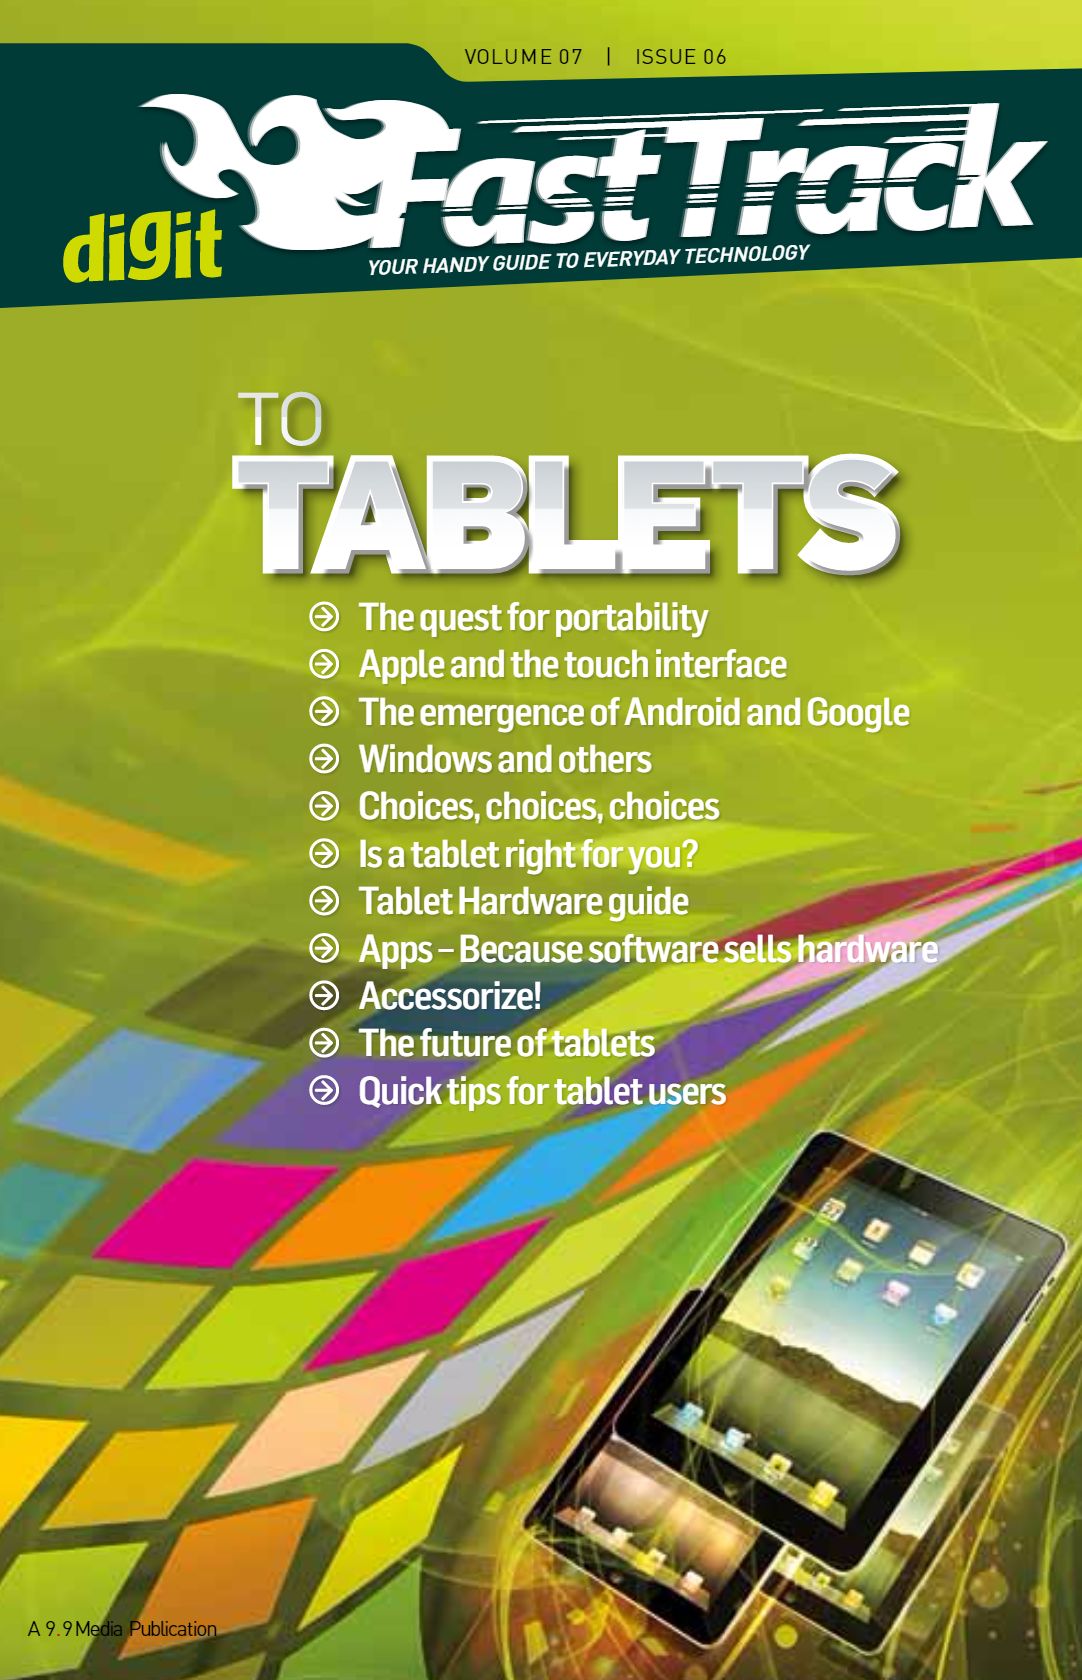 VOLUME 07 | ISSUE 06
digit
Fast Track
YOUR HANDY GUIDE TO EVERYDAY TECHNOLOGY
TO
TABLETS
The quest for portability
Apple and the touch interface
The emergence of Android and Google
Windows and others
Choices, choices, choices
Is a tablet right for you?
Tablet Hardware guide
Apps – Because software sells hardware
Accessorize!
The future of tablets
Quick tips for tablet users
A 9.9 Media Publication